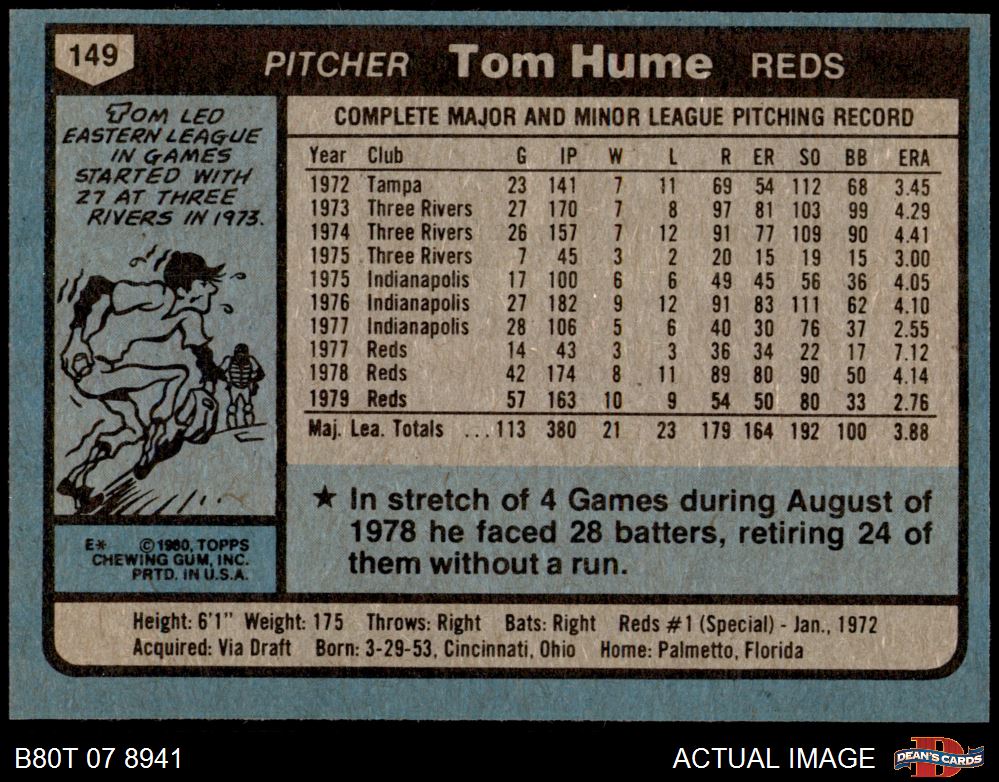 149
PITCHER Tom Hume REDS
TOM LED
EASTERN LEAGUE
IN GAMES
STARTED WITH
27 AT THREE
RIVERS IN 1973.
E* ©1980, TOPPS
CHEWING GUM, INC.
PRTD. IN U.S.A.
COMPLETE MAJOR AND MINOR LEAGUE PITCHING RECORD
Year Club G IP W L R ER SO BB ERA
1972 Tampa 23 141 7 11 69 54 112 68 3.45
1973 Three Rivers 27 170 7 8 97 81 103 99 4.29
1974 Three Rivers 26 157 7 12 91 77 109 90 4.41
1975 Three Rivers 7 45 3 2 20 15 19 15 3.00
1975 Indianapolis 17 100 6 6 49 45 56 36 4.05
1976 Indianapolis 27 182 9 12 91 83 111 62 4.10
1977 Indianapolis 28 106 5 6 40 30 76 37 2.55
1977 Reds 14 43 3 3 36 34 22 17 7.12
1978 Reds 42 174 8 11 89 80 90 50 4.14
1979 Reds 57 163 10 9 54 50 80 33 2.76
Maj. Lea. Totals ...113 380 21 23 179 164 192 100 3.88
★ In stretch of 4 Games during August of
1978 he faced 28 batters, retiring 24 of
them without a run.
Height: 6'1" Weight: 175 Throws: Right Bats: Right Reds #1 (Special) - Jan., 1972
Acquired: Via Draft Born: 3-29-53, Cincinnati, Ohio Home: Palmetto, Florida
B80T 07 8941
ACTUAL IMAGE
DEAN'S CARDS